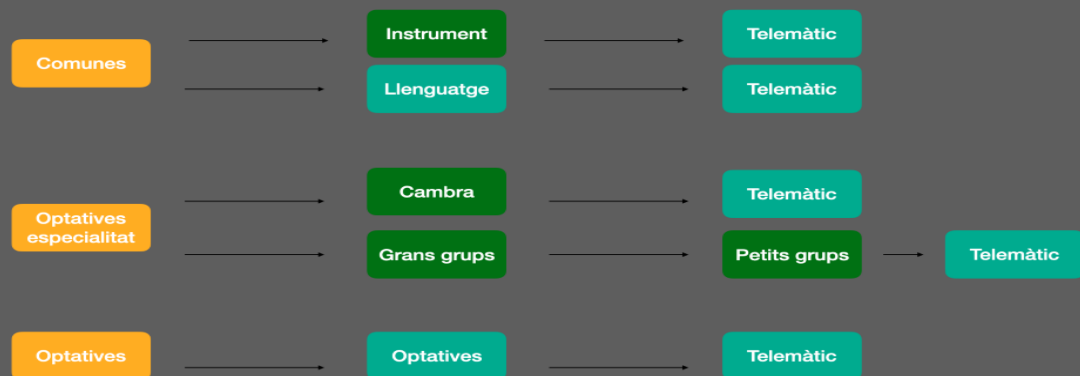 Comunes
Instrument
Telemàtic
Llenguatge
Telemàtic
Optatives
especialitat
Cambra
Telemàtic
Grans grups
Petits grups
Telemàtic
Optatives
Optatives
Telemàtic